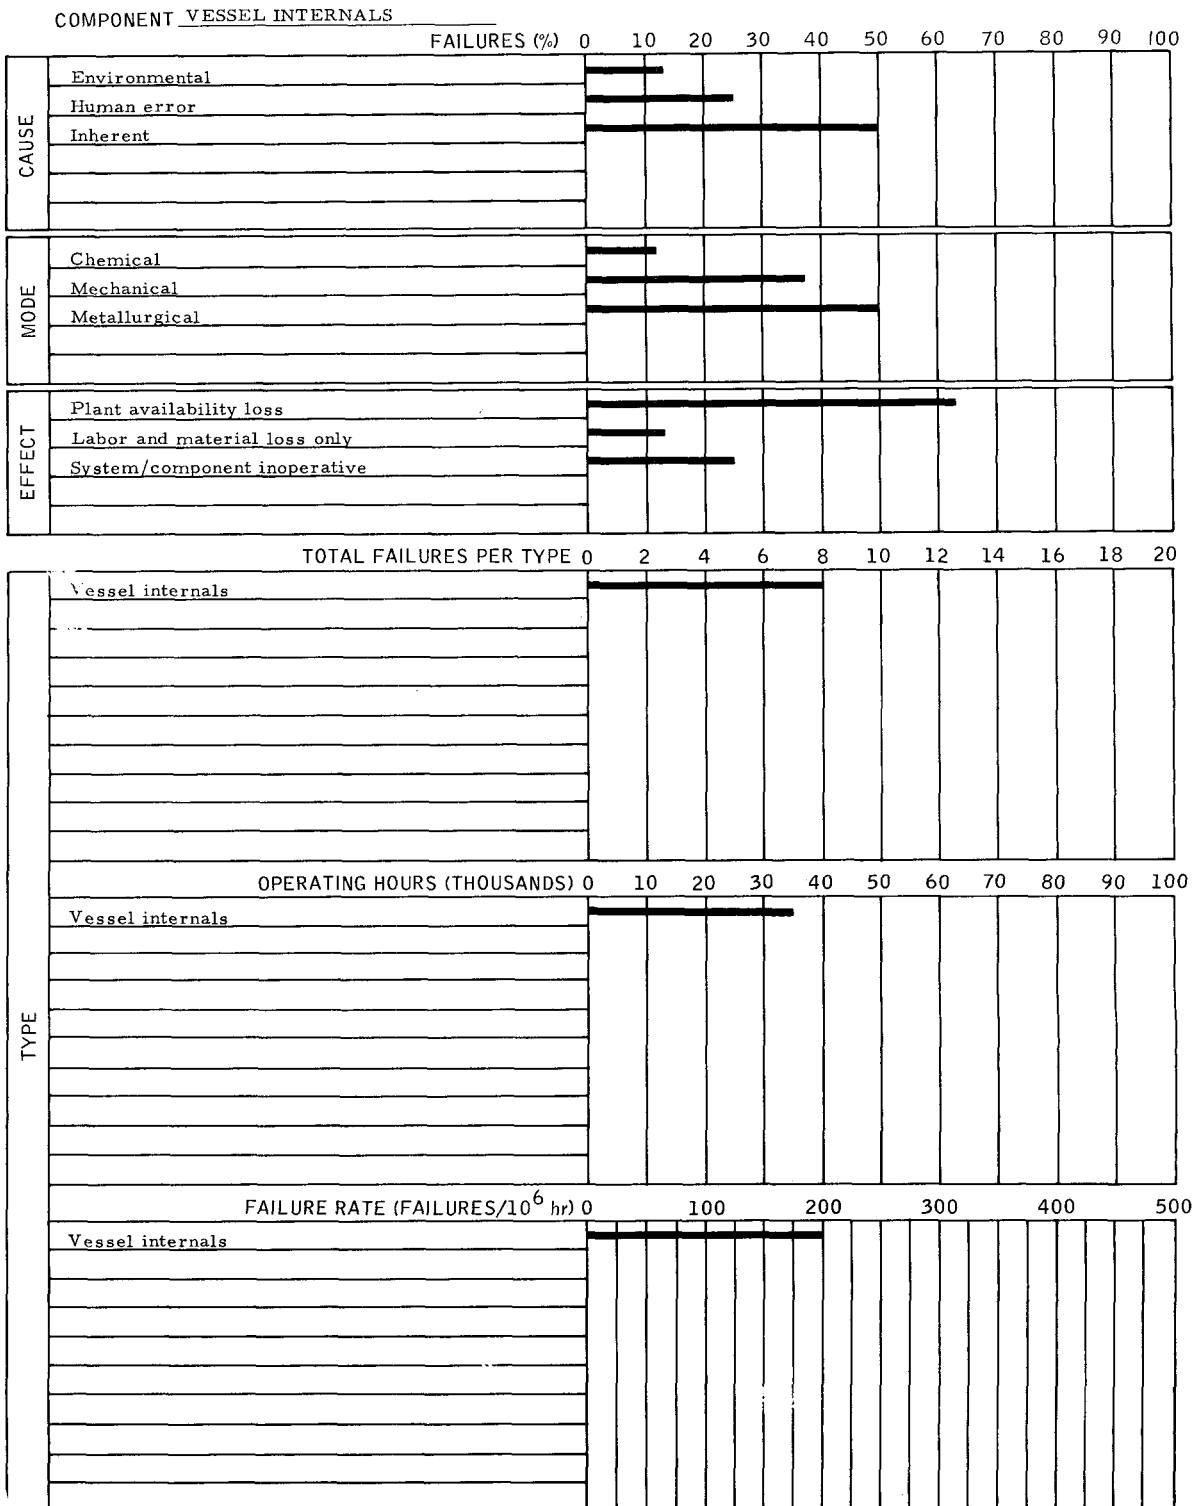 COMPONENT VESSEL INTERNALS
FAILURES (%) 0 10 20 30 40 50 60 70 80 90 100
CAUSE
Environmental
Human error
Inherent
MODE
Chemical
Mechanical
Metallurgical
EFFECT
Plant availability loss
Labor and material loss only
System/component inoperative
TOTAL FAILURES PER TYPE 0 2 4 6 8 10 12 14 16 18 20
TYPE
Vessel internals
OPERATING HOURS (THOUSANDS) 0 10 20 30 40 50 60 70 80 90 100
Vessel internals
FAILURE RATE (FAILURES/10^6 hr) 0 100 200 300 400 500
Vessel internals